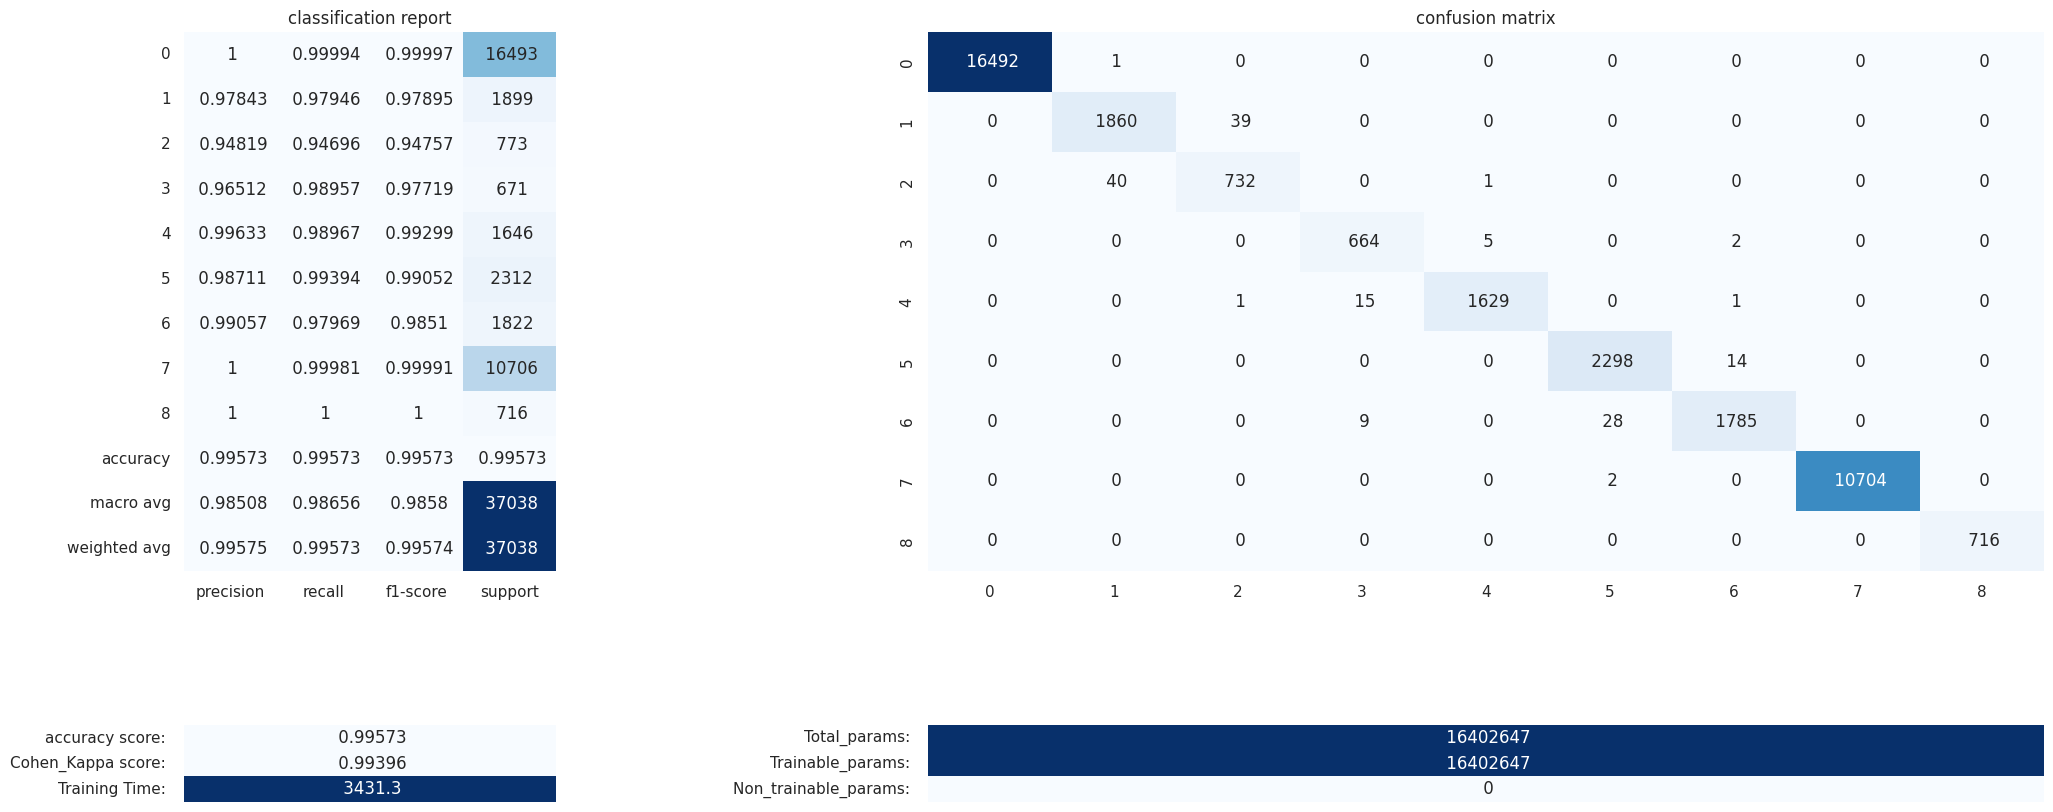 classification report
0 1 0.99994 0.99997 16493
1 0.97843 0.97946 0.97895 1899
2 0.94819 0.94696 0.94757 773
3 0.96512 0.98957 0.97719 671
4 0.99633 0.98967 0.99299 1646
5 0.98711 0.99394 0.99052 2312
6 0.99057 0.97969 0.9851 1822
7 1 0.99981 0.99991 10706
8 1 1 1 716
accuracy 0.99573 0.99573 0.99573 0.99573
macro avg 0.98508 0.98656 0.9858 37038
weighted avg 0.99575 0.99573 0.99574 37038
precision recall f1-score support
confusion matrix
0 16492 1 0 0 0 0 0 0 0
1 0 1860 39 0 0 0 0 0 0
2 0 40 732 0 1 0 0 0 0
3 0 0 0 664 5 0 2 0 0
4 0 0 1 15 1629 0 1 0 0
5 0 0 0 0 0 2298 14 0 0
6 0 0 0 9 0 28 1785 0 0
7 0 0 0 0 0 2 0 10704 0
8 0 0 0 0 0 0 0 0 716
0 1 2 3 4 5 6 7 8
accuracy score: 0.99573
Cohen_Kappa score: 0.99396
Training Time: 3431.3
Total_params: 16402647
Trainable_params: 16402647
Non_trainable_params: 0